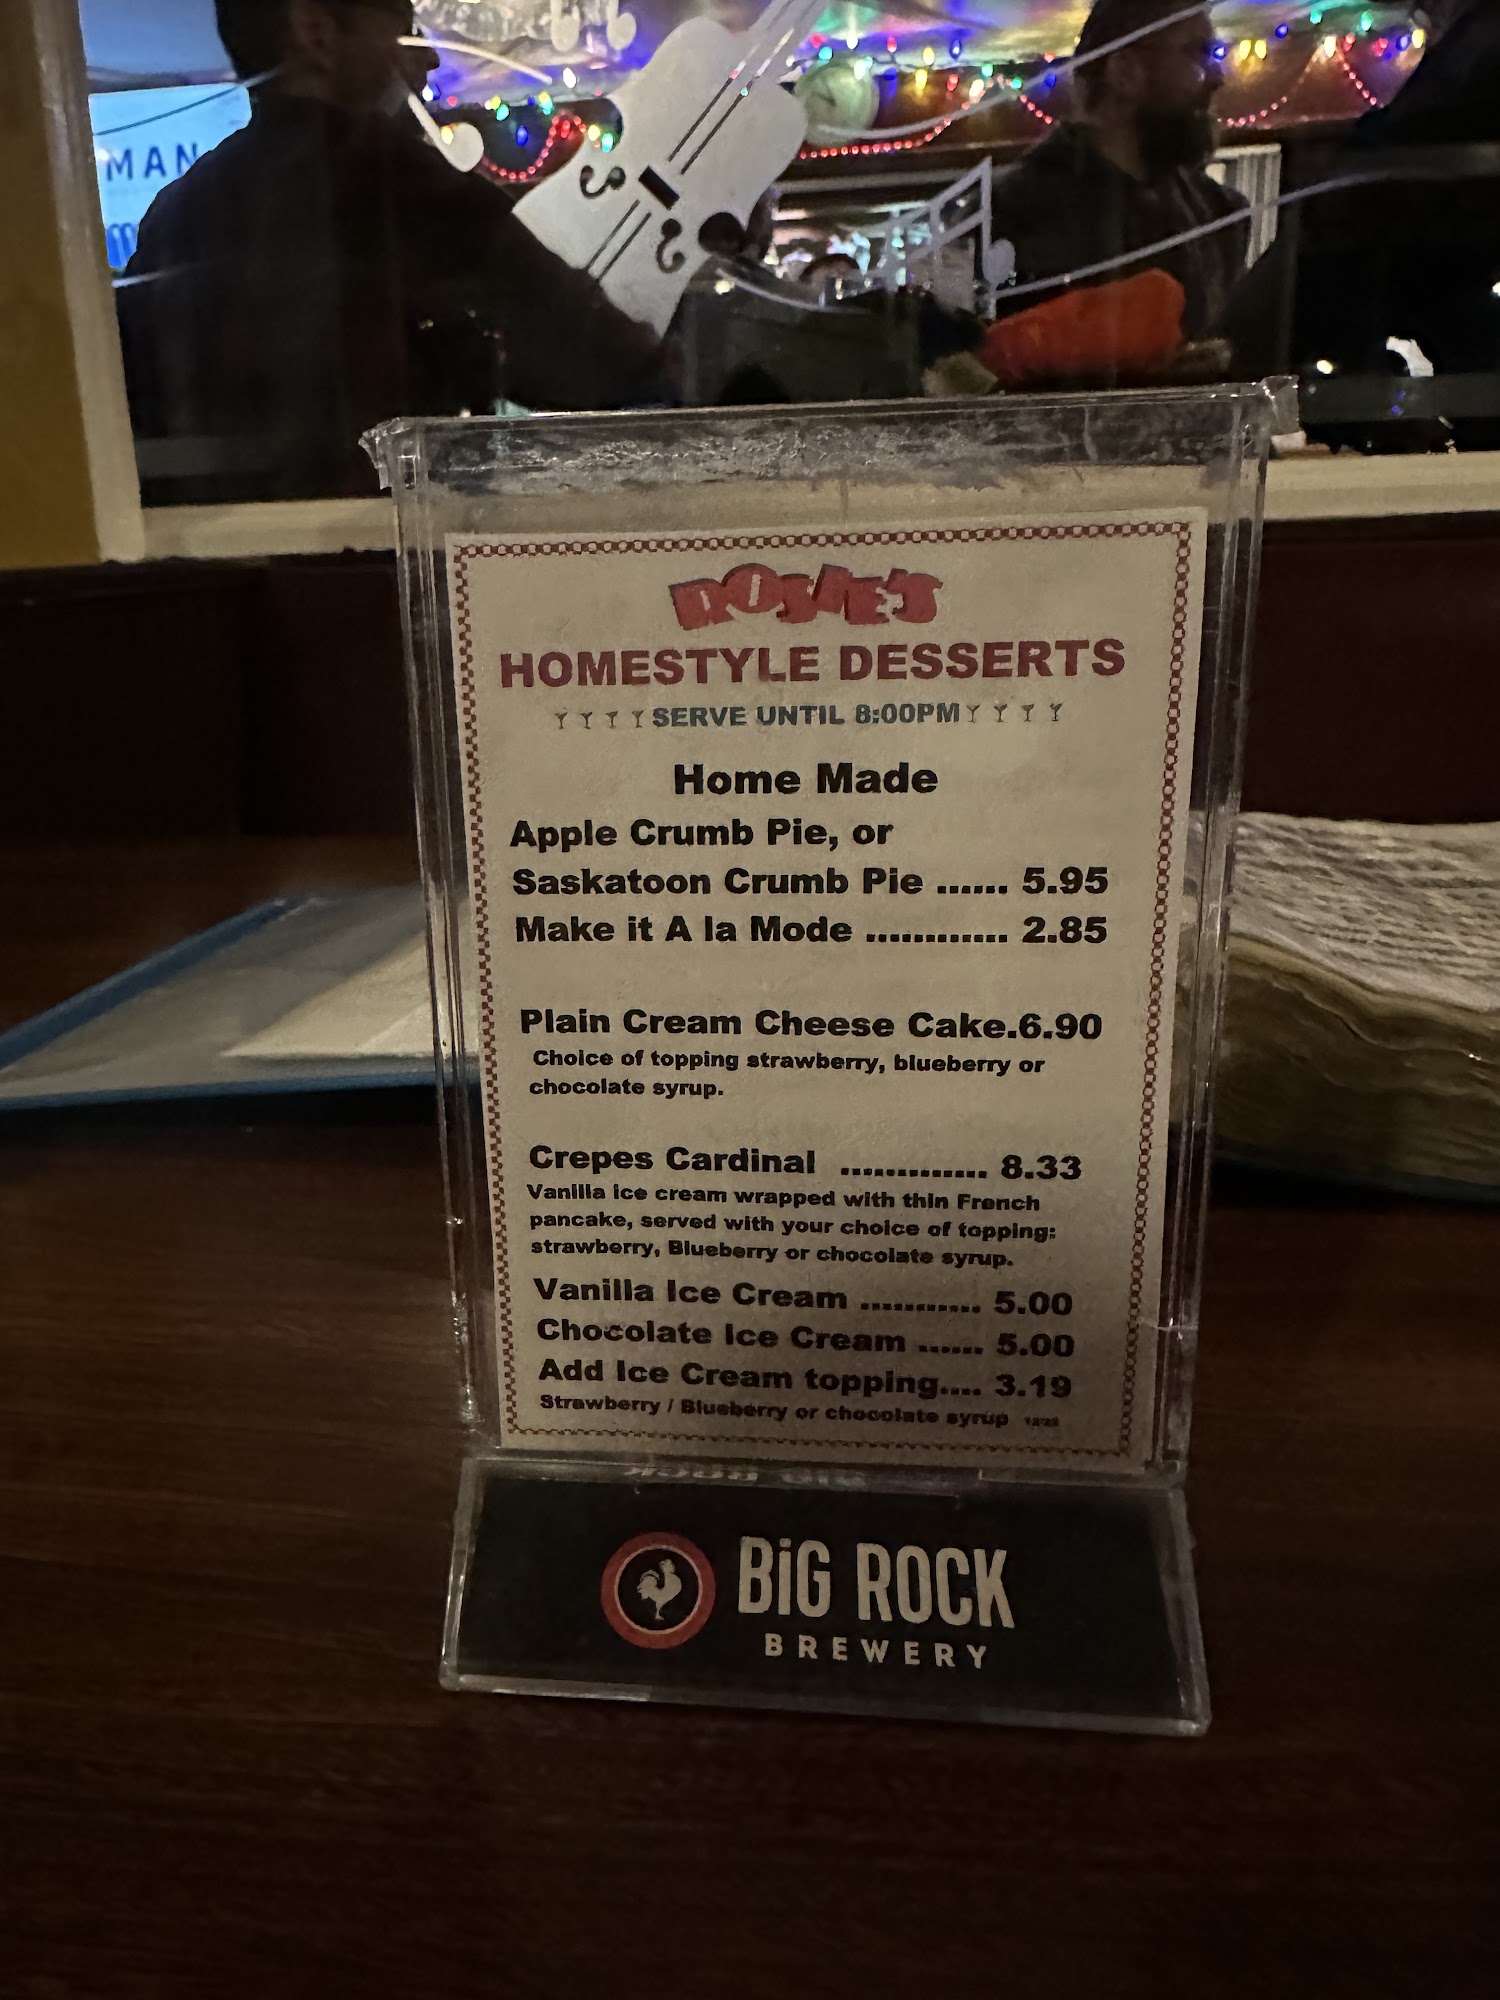 MAN
ROSIE'S
HOMESTYLE DESSERTS
SERVE UNTIL 8:00PM
Home Made
Apple Crumb Pie, or
Saskatoon Crumb Pie ...... 5.95
Make it A la Mode ............ 2.85
Plain Cream Cheese Cake.6.90
Choice of topping strawberry, blueberry or
chocolate syrup.
Crepes Cardinal ............. 8.33
Vanilla ice cream wrapped with thin French
pancake, served with your choice of topping:
strawberry, Blueberry or chocolate syrup.
Vanilla Ice Cream ............ 5.00
Chocolate Ice Cream ...... 5.00
Add Ice Cream topping.... 3.19
Strawberry / Blueberry or chocolate syrup
BiG ROCK
BREWERY